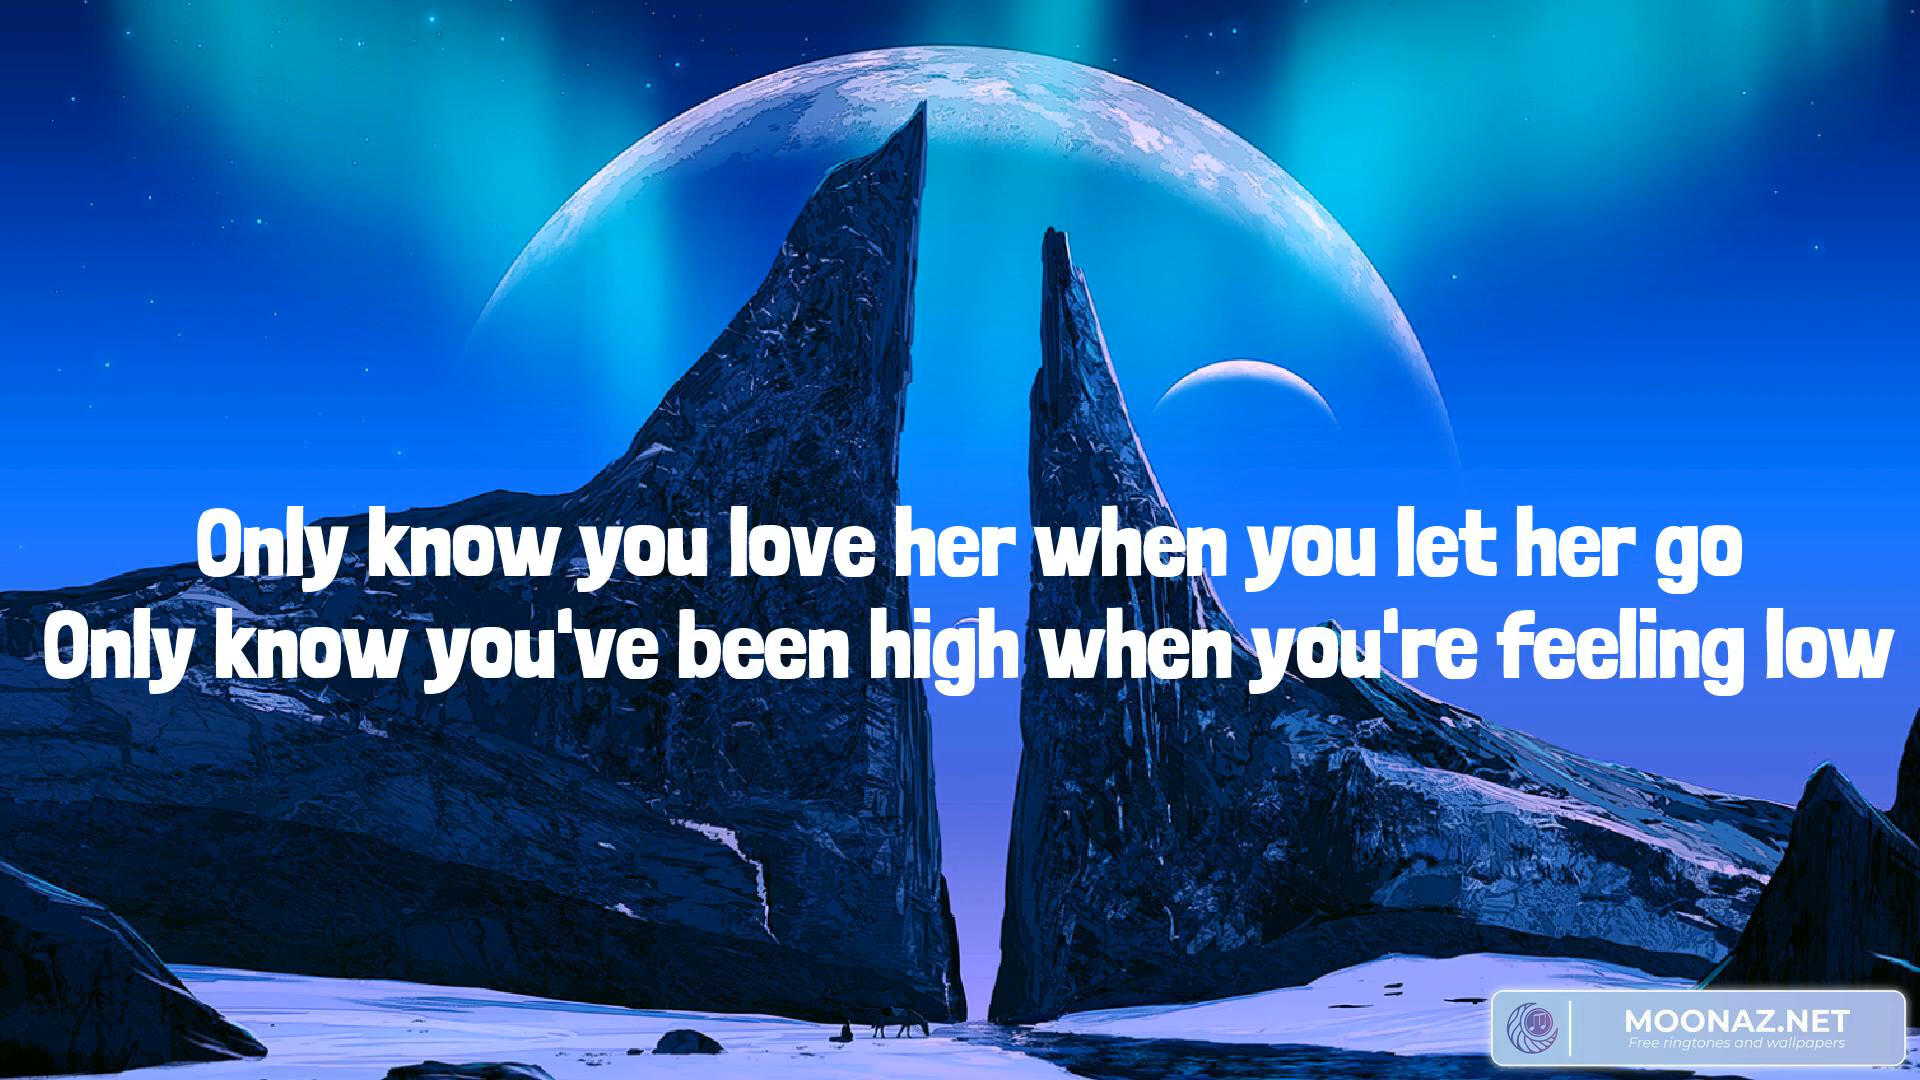 Only know you love her when you let her go
Only know you've been high when you're feeling low
MOONAZ.NET
Free ringtones and wallpapers